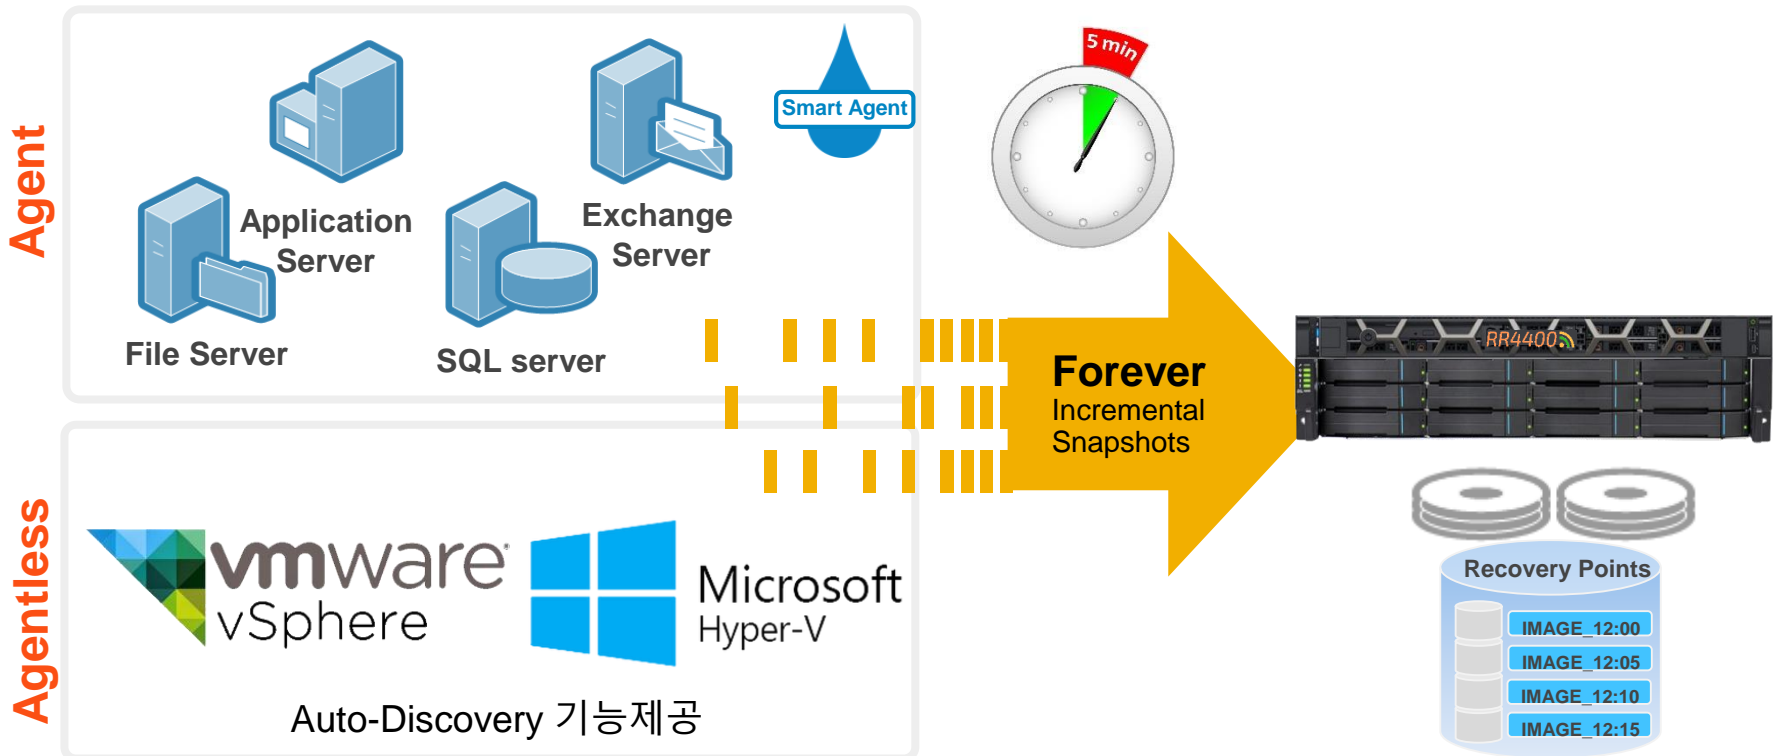 Agent
Application
Server
Exchange
Server
File Server
SQL server
Smart Agent
5 min
Forever
Incremental
Snapshots
RR4400
Agentless
vmware®
vSphere
Microsoft
Hyper-V
Auto-Discovery 기능제공
Recovery Points
IMAGE_12:00
IMAGE_12:05
IMAGE_12:10
IMAGE_12:15